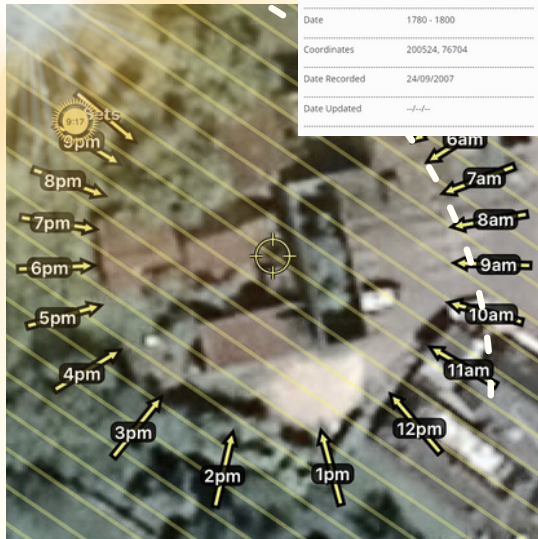 Date 1780 - 1800
Coordinates 200524, 76704
Date Recorded 24/09/2007
Date Updated --/--/--
Sets
9:17
9pm
6am
8pm
7am
7pm
8am
6pm
9am
5pm
10am
4pm
11am
3pm
12pm
2pm
1pm